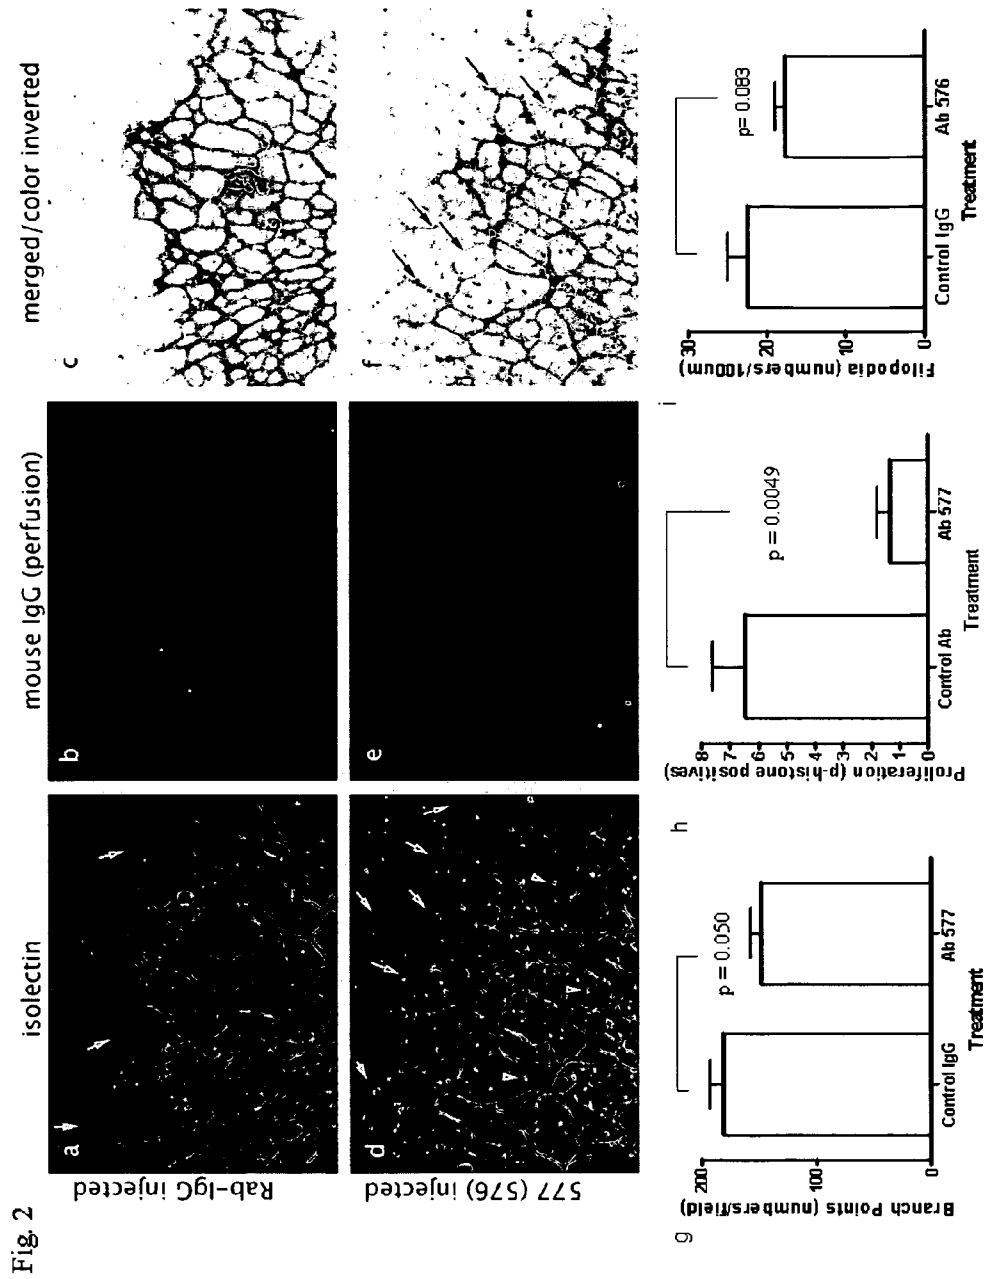 Fig. 2
isolectin
mouse IgG (perfusion)
merged/color inverted
Rab-IgG injected
a
b
c
577 (576) injected
d
e
f
g
Branch Points (numbers/field)
200
100
0
p = 0.050
Control IgG
Ab 577
Treatment
h
Proliferation (p-histone positives)
8
7
6
5
4
3
2
1
0
p = 0.0049
Control Ab
Ab 577
Treatment
i
Filopodia (numbers/100um)
30
20
10
0
p= 0.083
Control IgG
Ab 576
Treatment